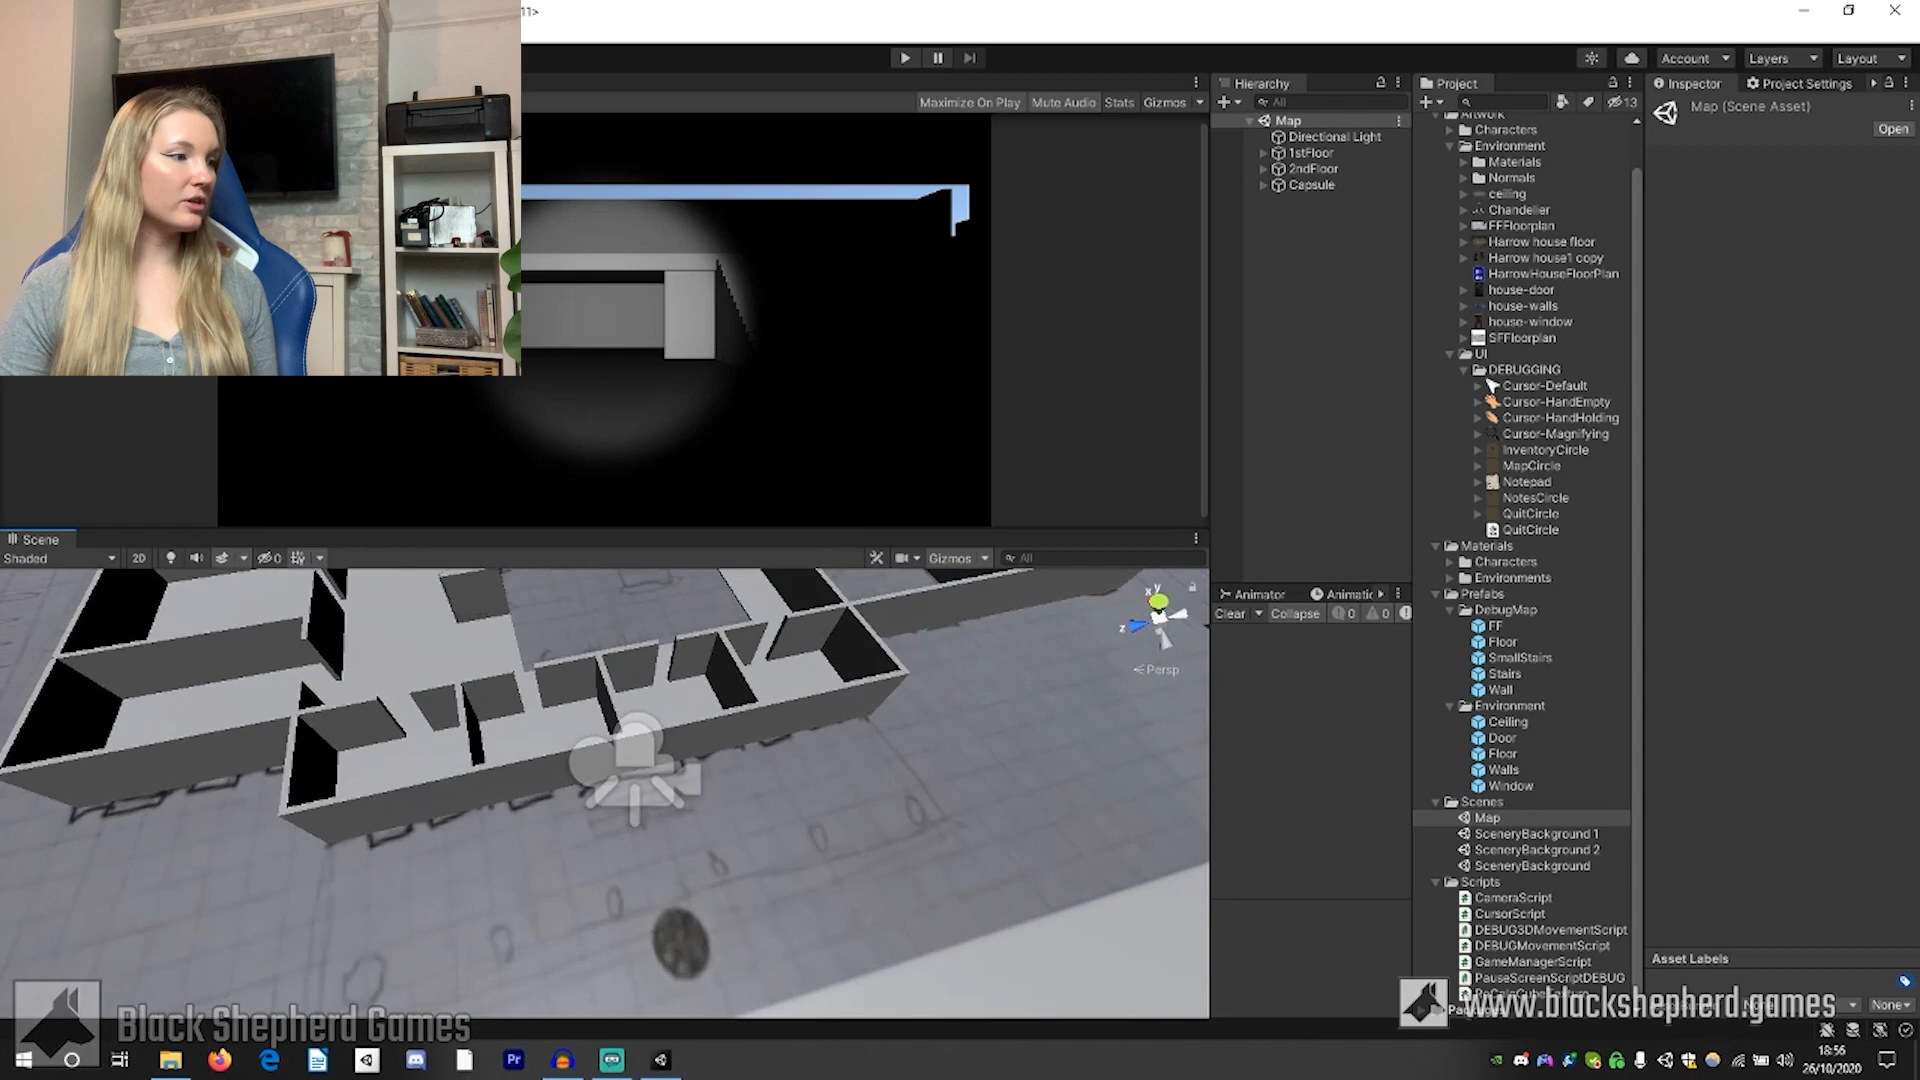 11>
Account
Layers
Layout
Maximize On Play
Mute Audio
Stats
Gizmos
Hierarchy
All
Map
Directional Light
1stFloor
2ndFloor
Capsule
Project
13
Artwork
Characters
Environment
Materials
Normals
ceiling
Chandelier
FFFloorplan
Harrow house floor
Harrow house1 copy
HarrowHouseFloorPlan
house-door
house-walls
house-window
SFFloorplan
UI
DEBUGGING
Cursor-Default
Cursor-HandEmpty
Cursor-HandHolding
Cursor-Magnifying
InventoryCircle
MapCircle
Notepad
NotesCircle
QuitCircle
QuitCircle
Materials
Characters
Environments
Prefabs
DebugMap
FF
Floor
SmallStairs
Stairs
Wall
Environment
Ceiling
Door
Floor
Walls
Window
Scenes
Map
SceneryBackground 1
SceneryBackground 2
SceneryBackground
Scripts
CameraScript
CursorScript
DEBUG3DMovementScript
DEBUGMovementScript
GameManagerScript
PauseScreenScriptDEBUG
Inspector
Project Settings
Map (Scene Asset)
Open
Asset Labels
None
Scene
Shaded
2D
0
Gizmos
All
x y
z
Persp
Animator
Animatic
Clear
Collapse
0
0
Black Shepherd Games
www.blackshepherd.games
Pr
18:56
26/10/2020